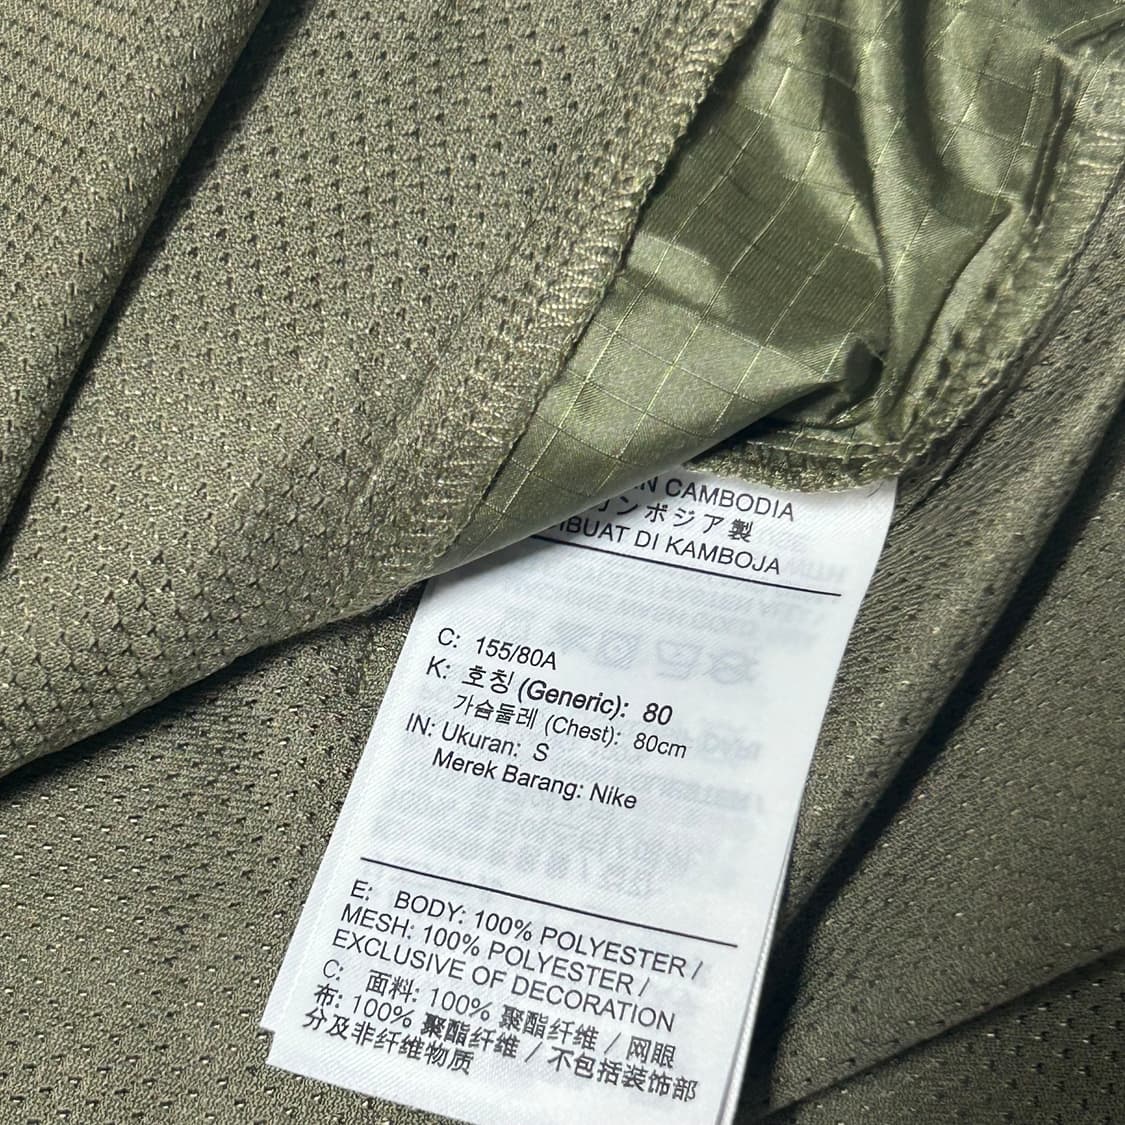 CAMBODIA
ンボジア製
DI KAMBOJA
C: 155/80A
K: 호칭 (Generic): 80
가슴둘레 (Chest): 80cm
IN: Ukuran: S
Merek Barang: Nike
E: BODY: 100% POLYESTER /
MESH: 100% POLYESTER /
EXCLUSIVE OF DECORATION
C: 面料: 100% 聚酯纤维 / 网眼
布: 100% 聚酯纤维 / 不包括装饰部
分及非纤维物质